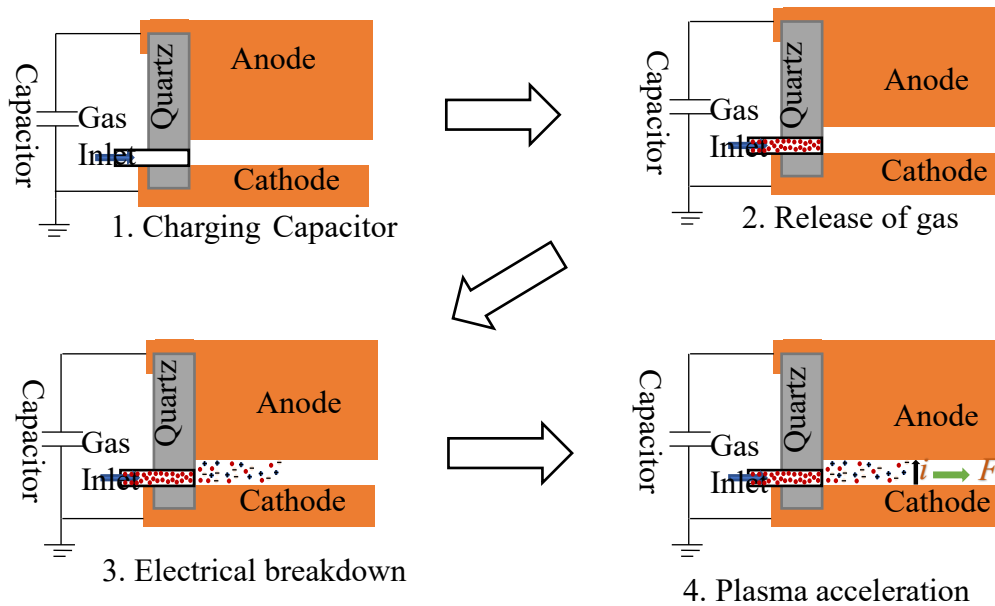 Capacitor
Gas
Inlet
Quartz
Anode
Cathode
1. Charging Capacitor
Capacitor
Gas
Inlet
Quartz
Anode
Cathode
2. Release of gas
Capacitor
Gas
Inlet
Quartz
Anode
Cathode
3. Electrical breakdown
Capacitor
Gas
Inlet
Quartz
Anode
i
F
Cathode
4. Plasma acceleration